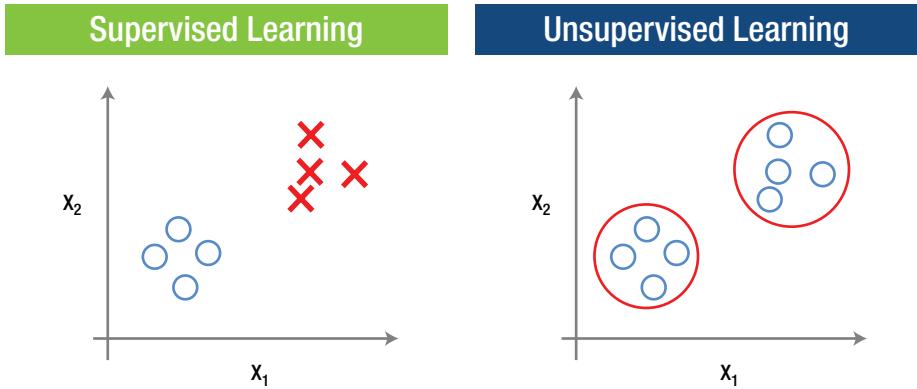 Supervised Learning
Unsupervised Learning
X₂
X₁
X₂
X₁